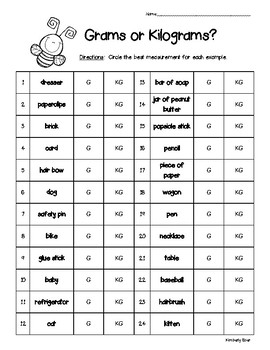 Name:
Grams or Kilograms?
Directions: Circle the best measurement for each example.
1 dresser G KG 13 bar of soap G KG
2 paperclips G KG 14 jar of peanut butter G KG
3 brick G KG 15 popsicle stick G KG
4 card G KG 16 pencil G KG
5 hair bow G KG 17 piece of paper G KG
6 dog G KG 18 wagon G KG
7 safety pin G KG 19 pen G KG
8 bike G KG 20 necklace G KG
9 glue stick G KG 21 table G KG
10 baby G KG 22 baseball G KG
11 refrigerator G KG 23 hairbrush G KG
12 cat G KG 24 kitten G KG